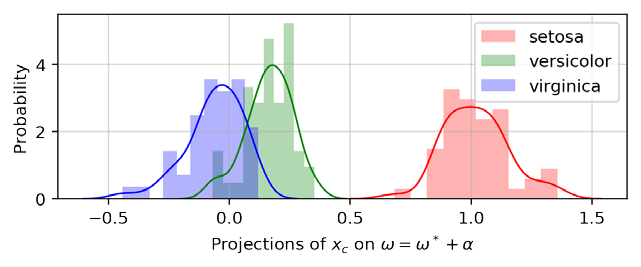 setosa
versicolor
virginica
Probability
4
2
0
−0.5 0.0 0.5 1.0 1.5
Projections of x_c on ω = ω* + α